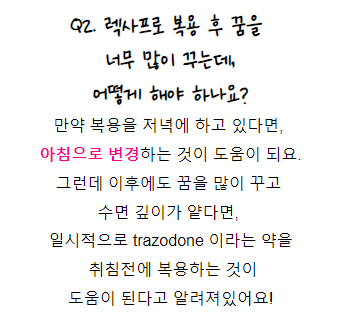 Q2. 렉사프로 복용 후 꿈을
너무 많이 꾸는데,
어떻게 해야 하나요?
만약 복용을 저녁에 하고 있다면,
아침으로 변경하는 것이 도움이 되요.
그런데 이후에도 꿈을 많이 꾸고
수면 깊이가 얕다면,
일시적으로 trazodone 이라는 약을
취침전에 복용하는 것이
도움이 된다고 알려져있어요!